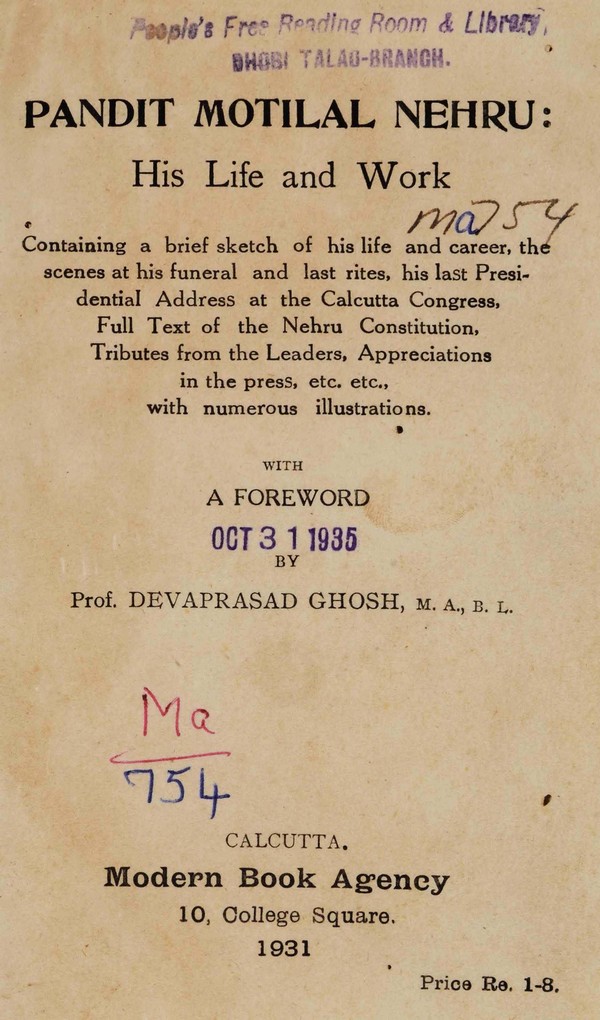 People's Free Reading Room & Library,
DHOBI TALAO-BRANCH.
PANDIT MOTILAL NEHRU:
His Life and Work
Ma 754
Containing a brief sketch of his life and career, the
scenes at his funeral and last rites, his last Presi-
dential Address at the Calcutta Congress,
Full Text of the Nehru Constitution,
Tributes from the Leaders, Appreciations
in the press, etc. etc.,
with numerous illustrations.
WITH
A FOREWORD
OCT 31 1935
BY
Prof. DEVAPRASAD GHOSH, M. A., B. L.
Ma
754
CALCUTTA.
Modern Book Agency
10, College Square.
1931
Price Re. 1-8.